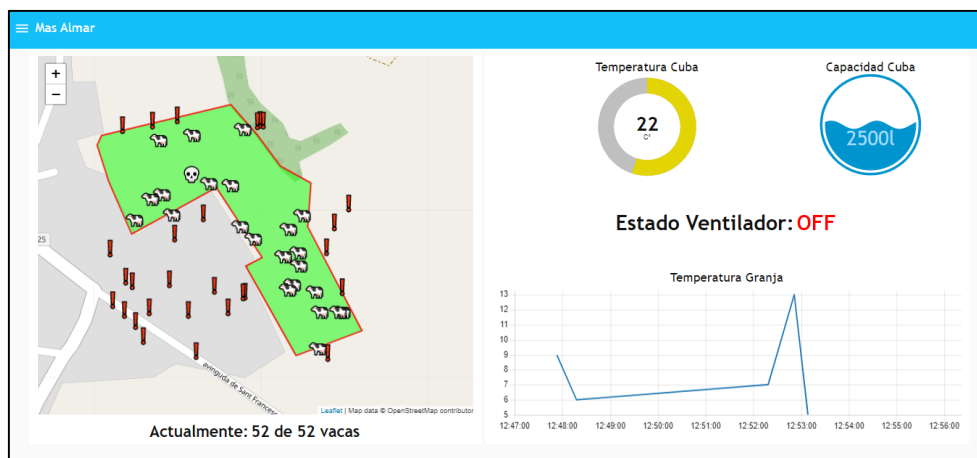 Mas Almar
+
−
25
avinguda de Sant Frances
Leaflet | Map data © OpenStreetMap contributor
Actualmente: 52 de 52 vacas
Temperatura Cuba
22
C°
Capacidad Cuba
2500l
Estado Ventilador: OFF
Temperatura Granja
13
12
11
10
9
8
7
6
5
12:47:00 12:48:00 12:49:00 12:50:00 12:51:00 12:52:00 12:53:00 12:54:00 12:55:00 12:56:00